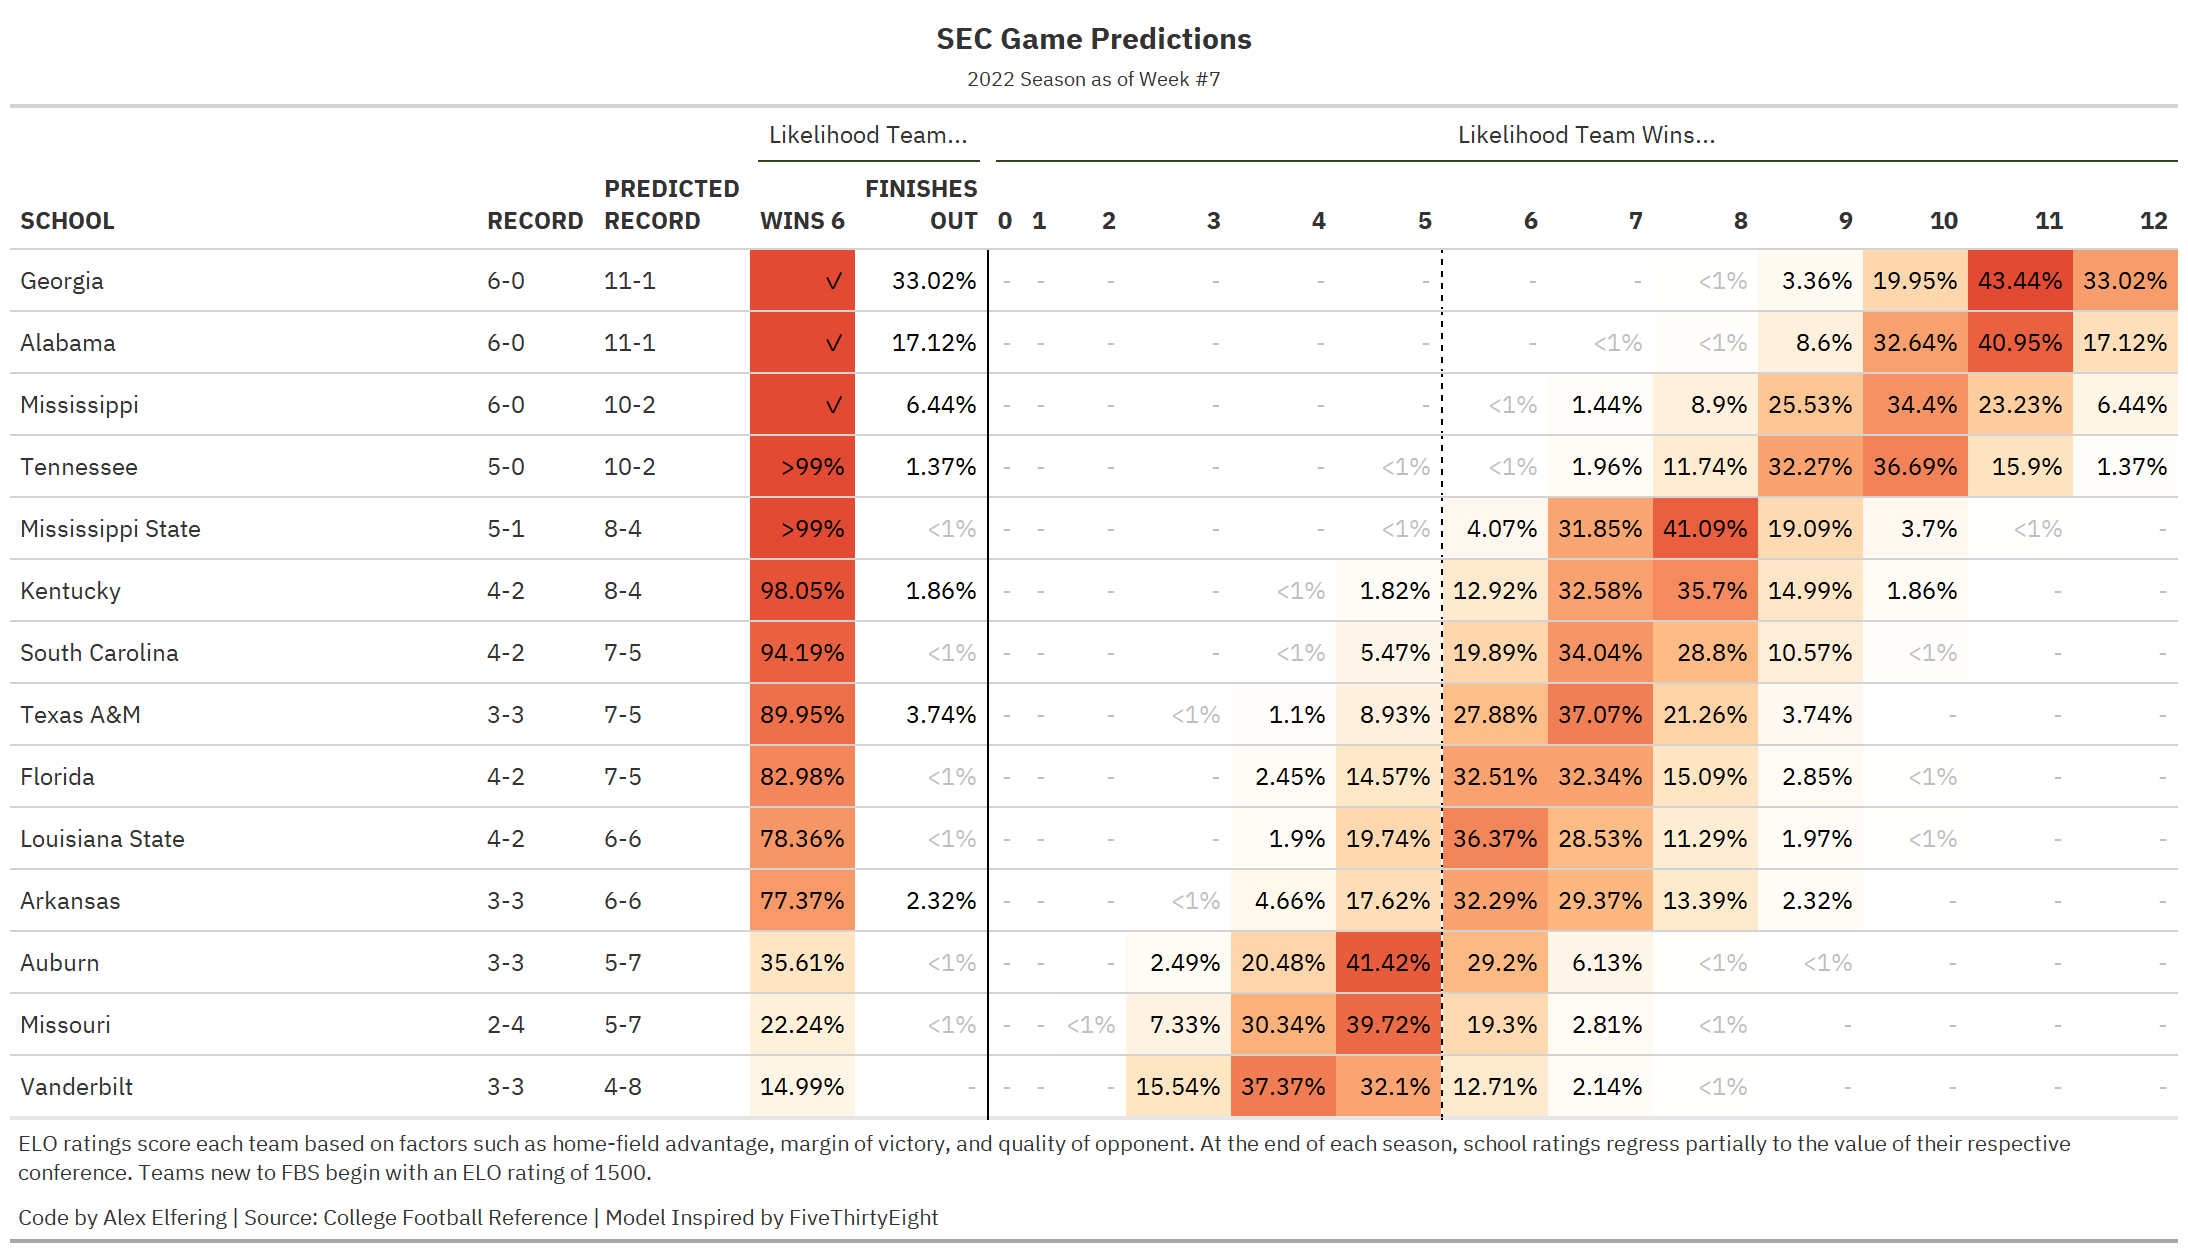 SEC Game Predictions
2022 Season as of Week #7
Likelihood Team... Likelihood Team Wins...
SCHOOL RECORD PREDICTED RECORD WINS 6 FINISHES OUT 0 1 2 3 4 5 6 7 8 9 10 11 12
Georgia 6-0 11-1 ✓ 33.02% - - - - - - - - <1% 3.36% 19.95% 43.44% 33.02%
Alabama 6-0 11-1 ✓ 17.12% - - - - - - - <1% <1% 8.6% 32.64% 40.95% 17.12%
Mississippi 6-0 10-2 ✓ 6.44% - - - - - - <1% 1.44% 8.9% 25.53% 34.4% 23.23% 6.44%
Tennessee 5-0 10-2 >99% 1.37% - - - - - <1% <1% 1.96% 11.74% 32.27% 36.69% 15.9% 1.37%
Mississippi State 5-1 8-4 >99% <1% - - - - - <1% 4.07% 31.85% 41.09% 19.09% 3.7% <1% -
Kentucky 4-2 8-4 98.05% 1.86% - - - - <1% 1.82% 12.92% 32.58% 35.7% 14.99% 1.86% - -
South Carolina 4-2 7-5 94.19% <1% - - - - <1% 5.47% 19.89% 34.04% 28.8% 10.57% <1% - -
Texas A&M 3-3 7-5 89.95% 3.74% - - - <1% 1.1% 8.93% 27.88% 37.07% 21.26% 3.74% - - -
Florida 4-2 7-5 82.98% <1% - - - - 2.45% 14.57% 32.51% 32.34% 15.09% 2.85% <1% - -
Louisiana State 4-2 6-6 78.36% <1% - - - - 1.9% 19.74% 36.37% 28.53% 11.29% 1.97% <1% - -
Arkansas 3-3 6-6 77.37% 2.32% - - - <1% 4.66% 17.62% 32.29% 29.37% 13.39% 2.32% - - -
Auburn 3-3 5-7 35.61% <1% - - - 2.49% 20.48% 41.42% 29.2% 6.13% <1% <1% - - -
Missouri 2-4 5-7 22.24% <1% - - <1% 7.33% 30.34% 39.72% 19.3% 2.81% <1% - - - -
Vanderbilt 3-3 4-8 14.99% - - - - 15.54% 37.37% 32.1% 12.71% 2.14% <1% - - - -
ELO ratings score each team based on factors such as home-field advantage, margin of victory, and quality of opponent. At the end of each season, school ratings regress partially to the value of their respective
conference. Teams new to FBS begin with an ELO rating of 1500.
Code by Alex Elfering | Source: College Football Reference | Model Inspired by FiveThirtyEight